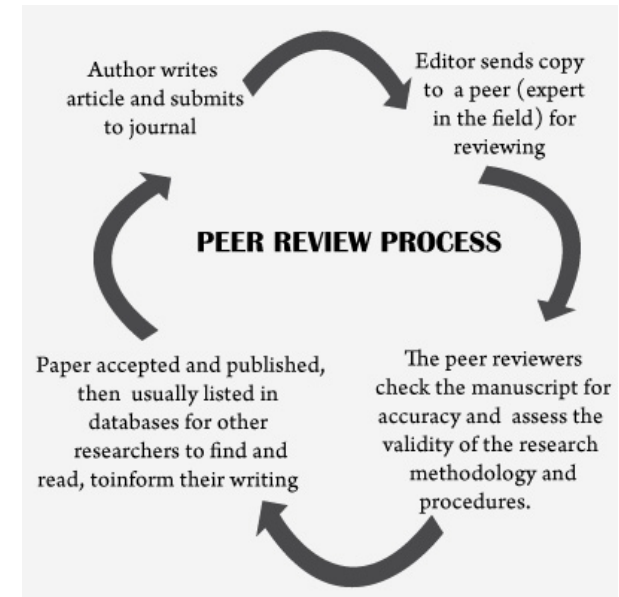 Author writes
article and submits
to journal
Editor sends copy
to a peer (expert
in the field) for
reviewing
PEER REVIEW PROCESS
The peer reviewers
check the manuscript for
accuracy and assess the
validity of the research
methodology and
procedures.
Paper accepted and published,
then usually listed in
databases for other
researchers to find and
read, toinform their writing